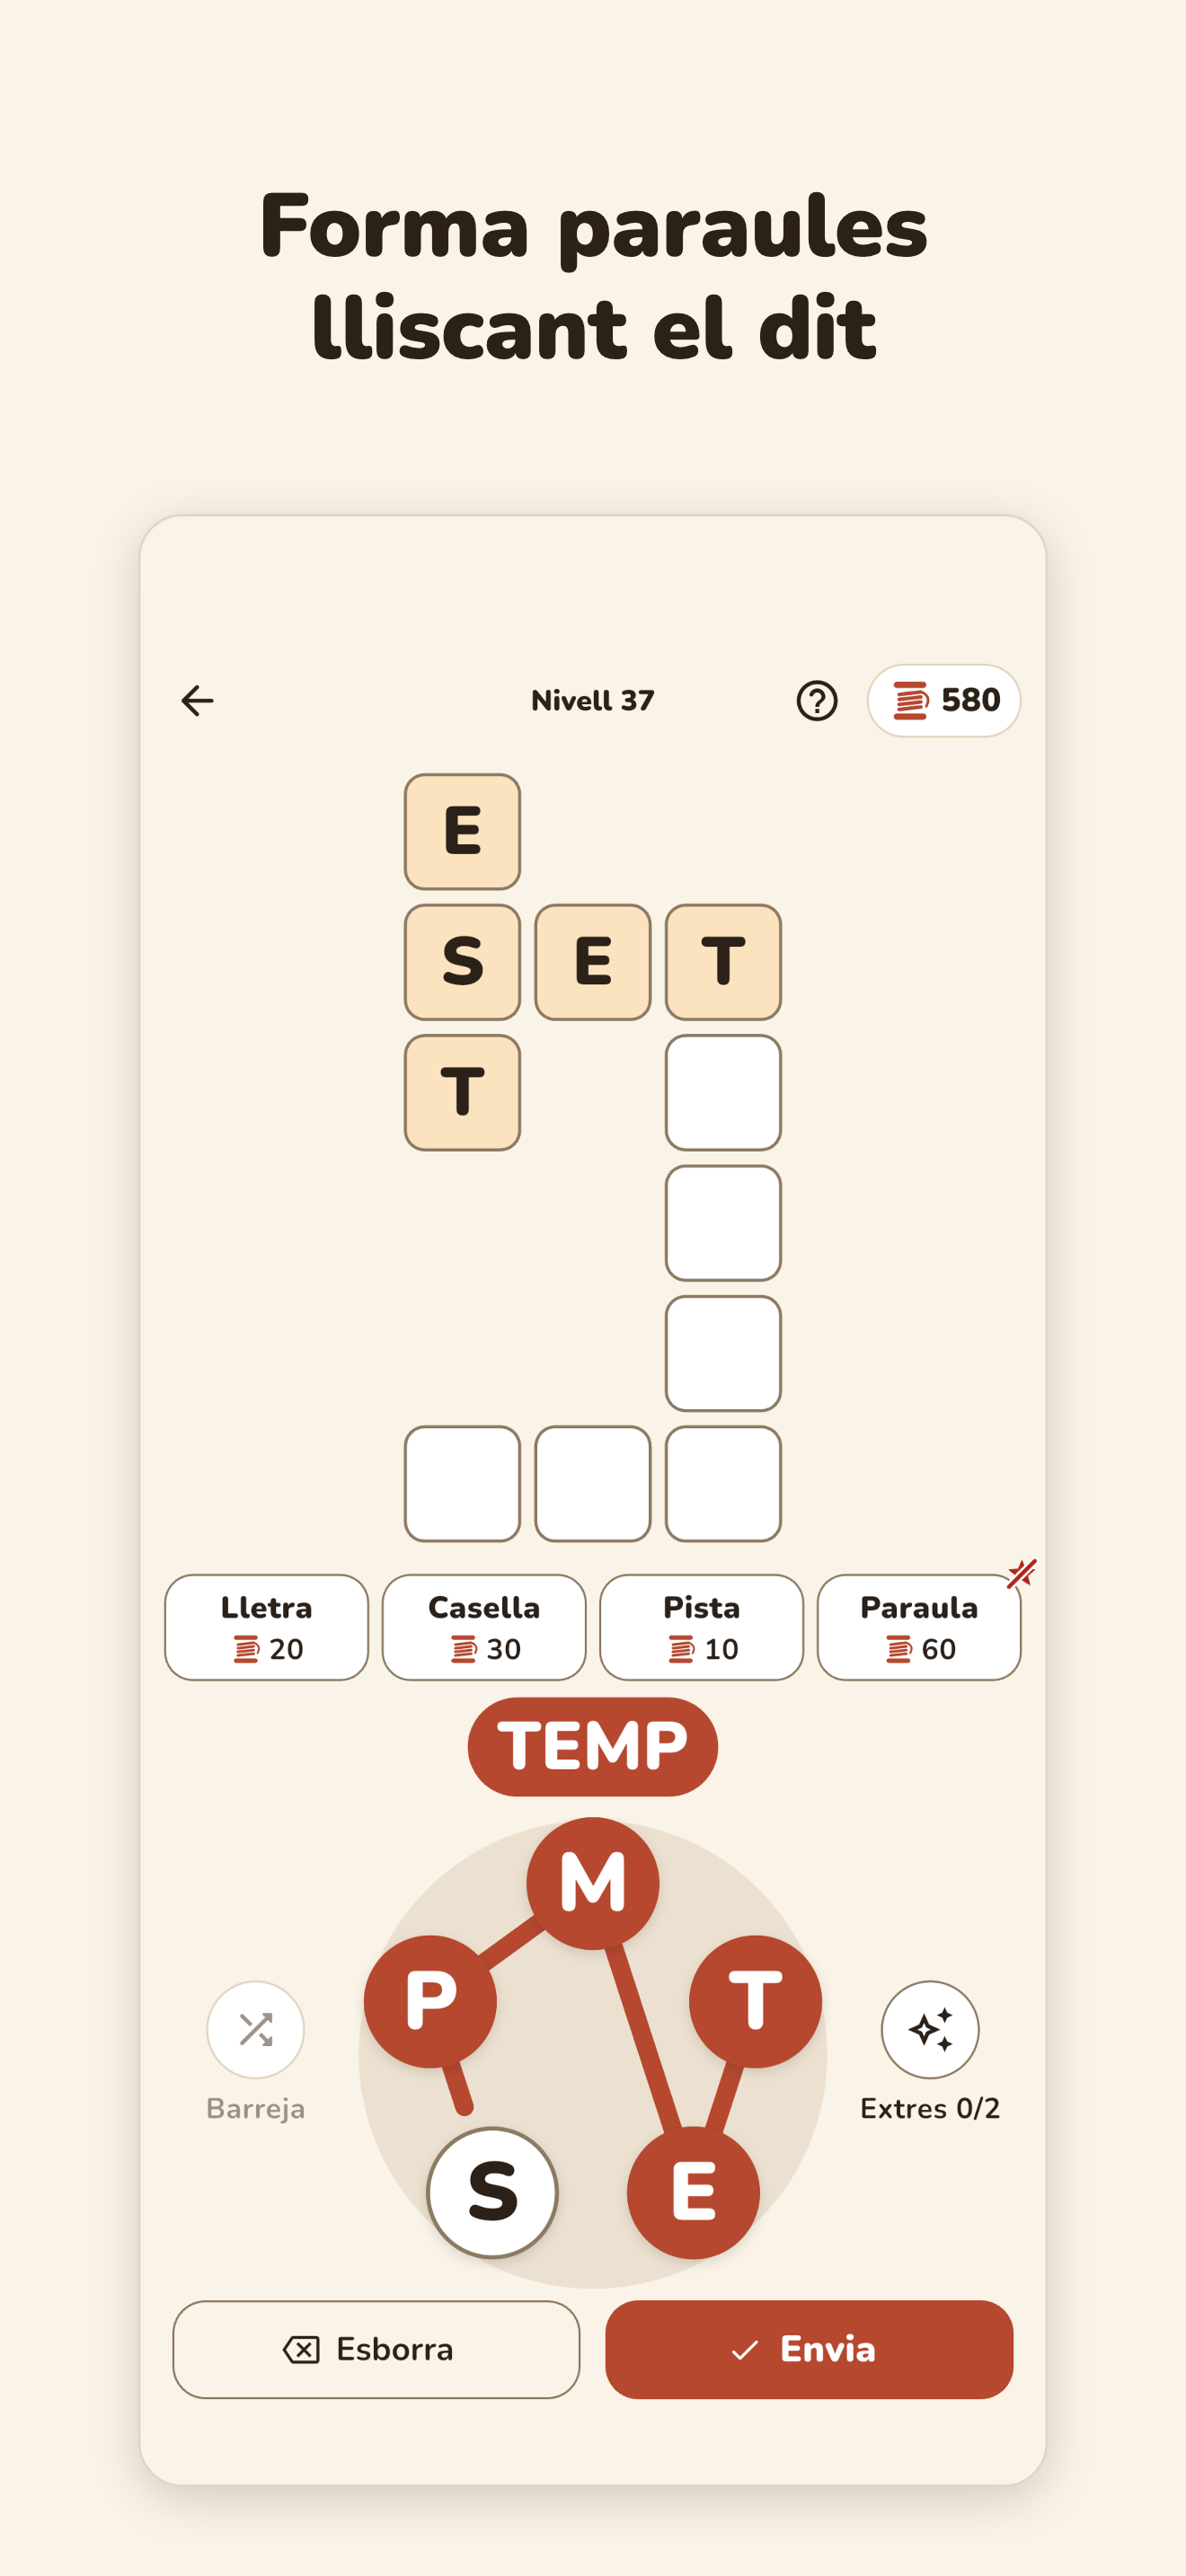 Forma paraules
lliscant el dit
Nivell 37
580
E
S E T
T
Lletra
20
Casella
30
Pista
10
Paraula
60
TEMP
M
P
T
S
E
Barreja
Extres 0/2
Esborra
Envia